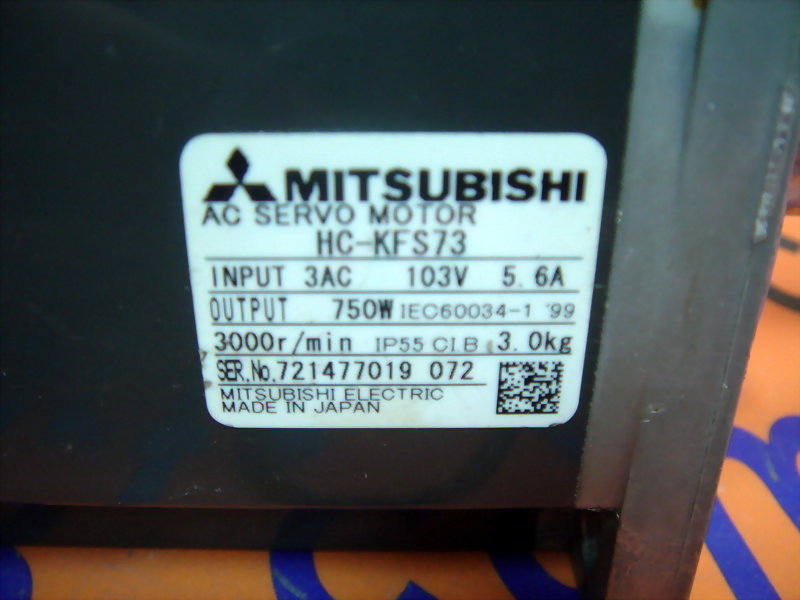 MITSUBISHI
AC SERVO MOTOR
HC-KFS73
INPUT 3AC 103V 5.6A
OUTPUT 750W IEC60034-1 '99
3000r/min IP55 CI.B 3.0kg
SER.No.721477019 072
MITSUBISHI ELECTRIC
MADE IN JAPAN